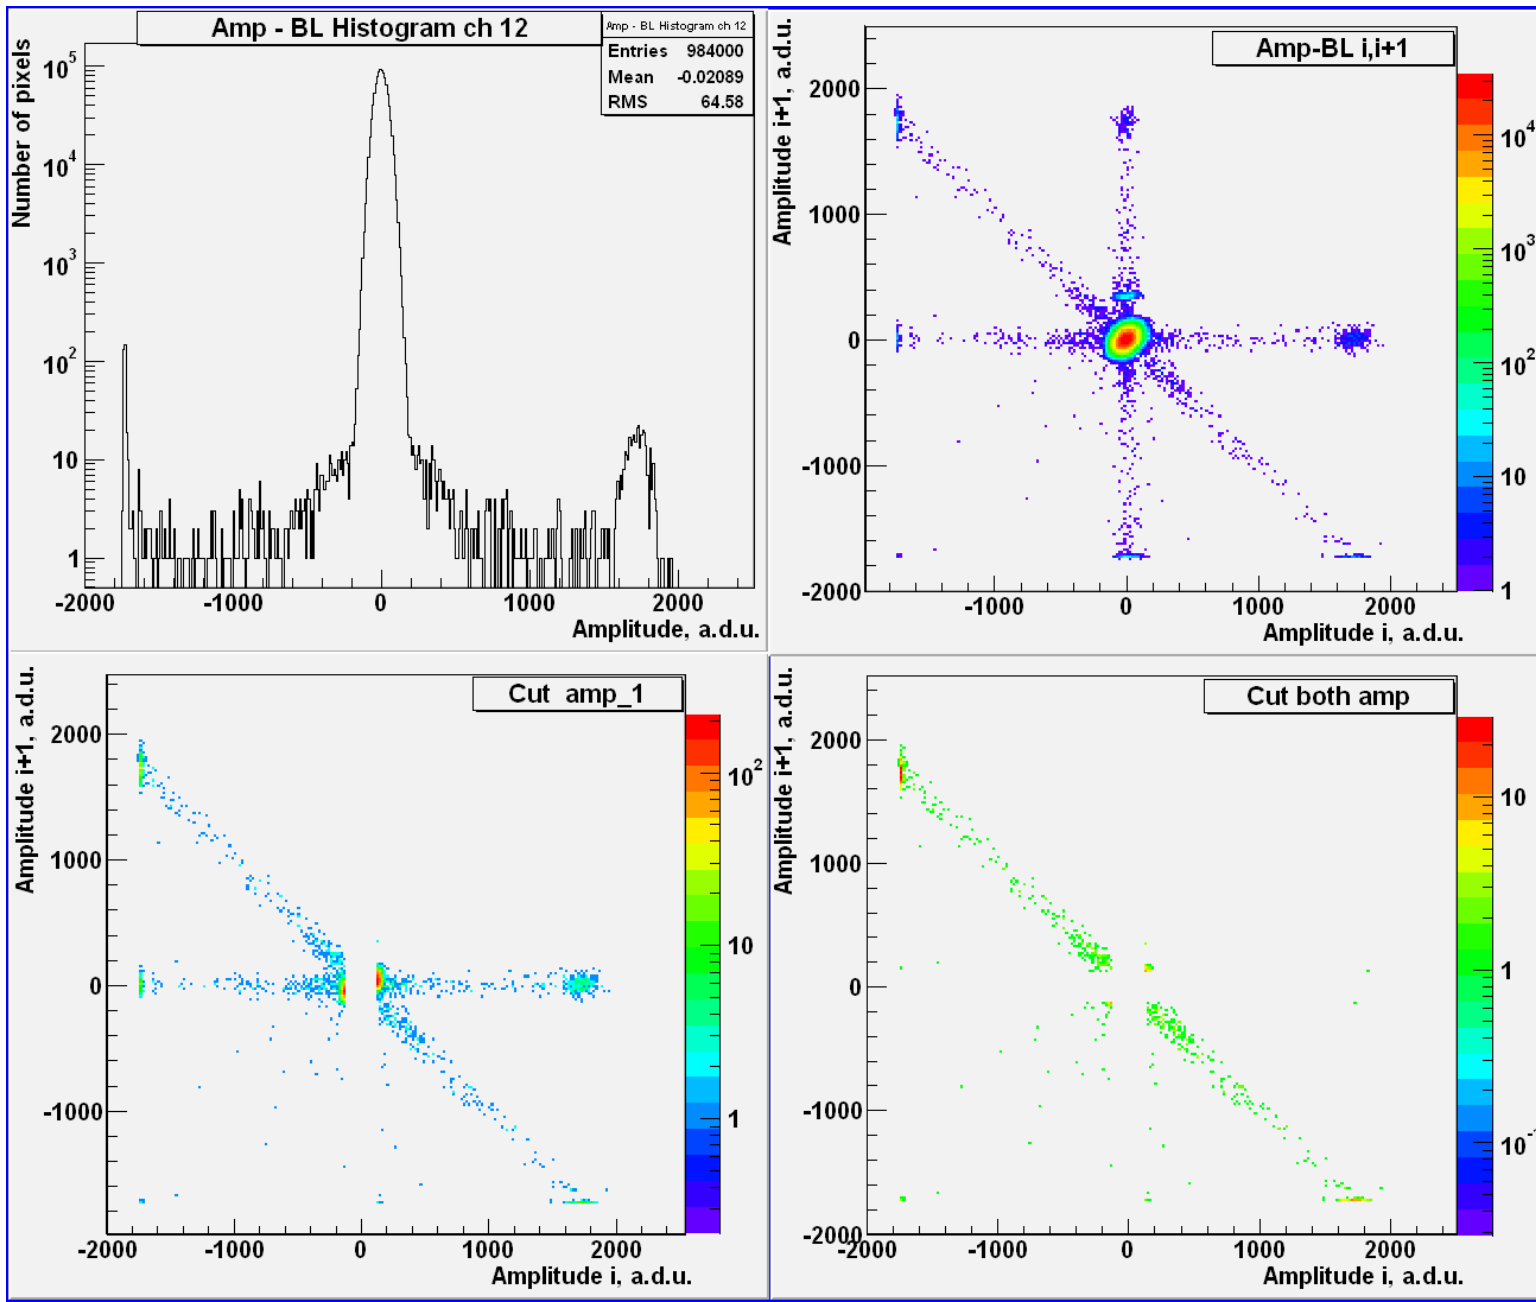 Amp - BL Histogram ch 12
Amp - BL Histogram ch 12
Entries 984000
Mean -0.02089
RMS 64.58
Number of pixels
10^5
10^4
10^3
10^2
10
1
-2000 -1000 0 1000 2000
Amplitude, a.d.u.
Amp-BL i,i+1
Amplitude i+1, a.d.u.
2000
1000
0
-1000
-2000
-1000 0 1000 2000
Amplitude i, a.d.u.
10^4
10^3
10^2
10
1
Cut amp_1
Amplitude i+1, a.d.u.
2000
1000
0
-1000
-2000 -1000 0 1000 2000
Amplitude i, a.d.u.
10^2
10
1
Cut both amp
Amplitude i+1, a.d.u.
2000
1000
0
-1000
-2000
-2000 -1000 0 1000 2000
Amplitude i, a.d.u.
10
1
10^-1